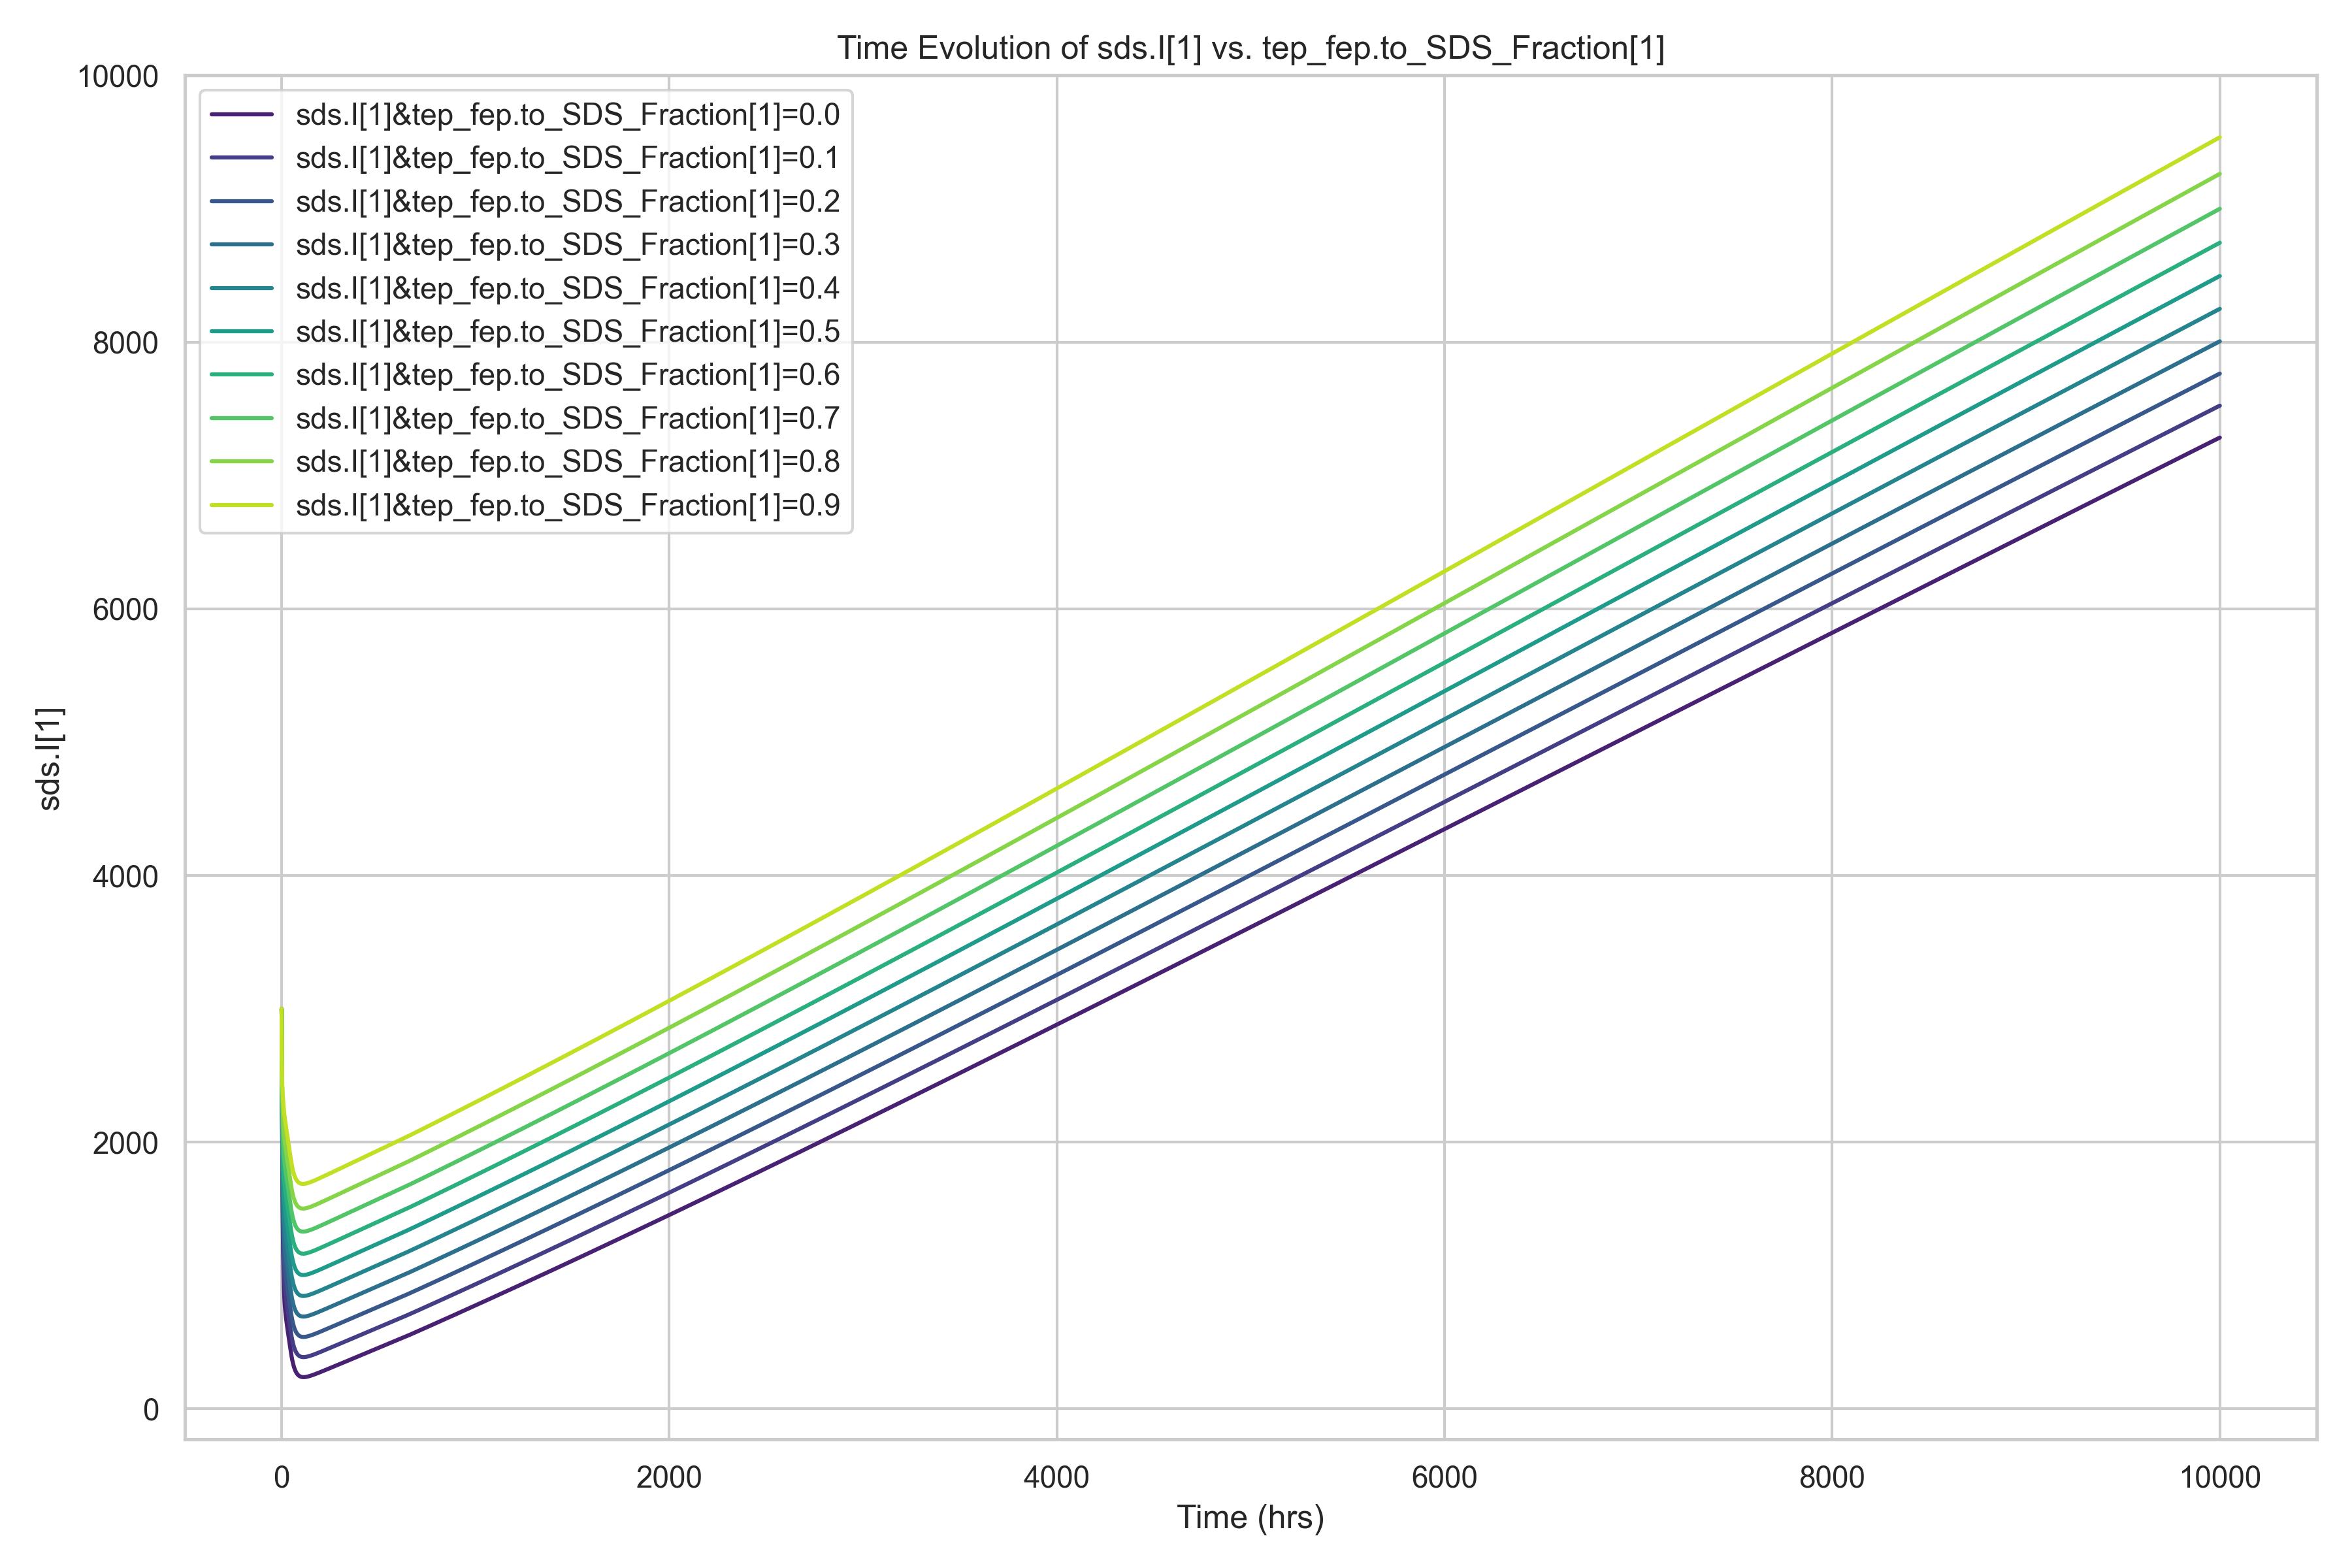 Time Evolution of sds.I[1] vs. tep_fep.to_SDS_Fraction[1]
10000
8000
6000
4000
2000
0
sds.I[1]
sds.I[1]&tep_fep.to_SDS_Fraction[1]=0.0
sds.I[1]&tep_fep.to_SDS_Fraction[1]=0.1
sds.I[1]&tep_fep.to_SDS_Fraction[1]=0.2
sds.I[1]&tep_fep.to_SDS_Fraction[1]=0.3
sds.I[1]&tep_fep.to_SDS_Fraction[1]=0.4
sds.I[1]&tep_fep.to_SDS_Fraction[1]=0.5
sds.I[1]&tep_fep.to_SDS_Fraction[1]=0.6
sds.I[1]&tep_fep.to_SDS_Fraction[1]=0.7
sds.I[1]&tep_fep.to_SDS_Fraction[1]=0.8
sds.I[1]&tep_fep.to_SDS_Fraction[1]=0.9
0 2000 4000 6000 8000 10000
Time (hrs)